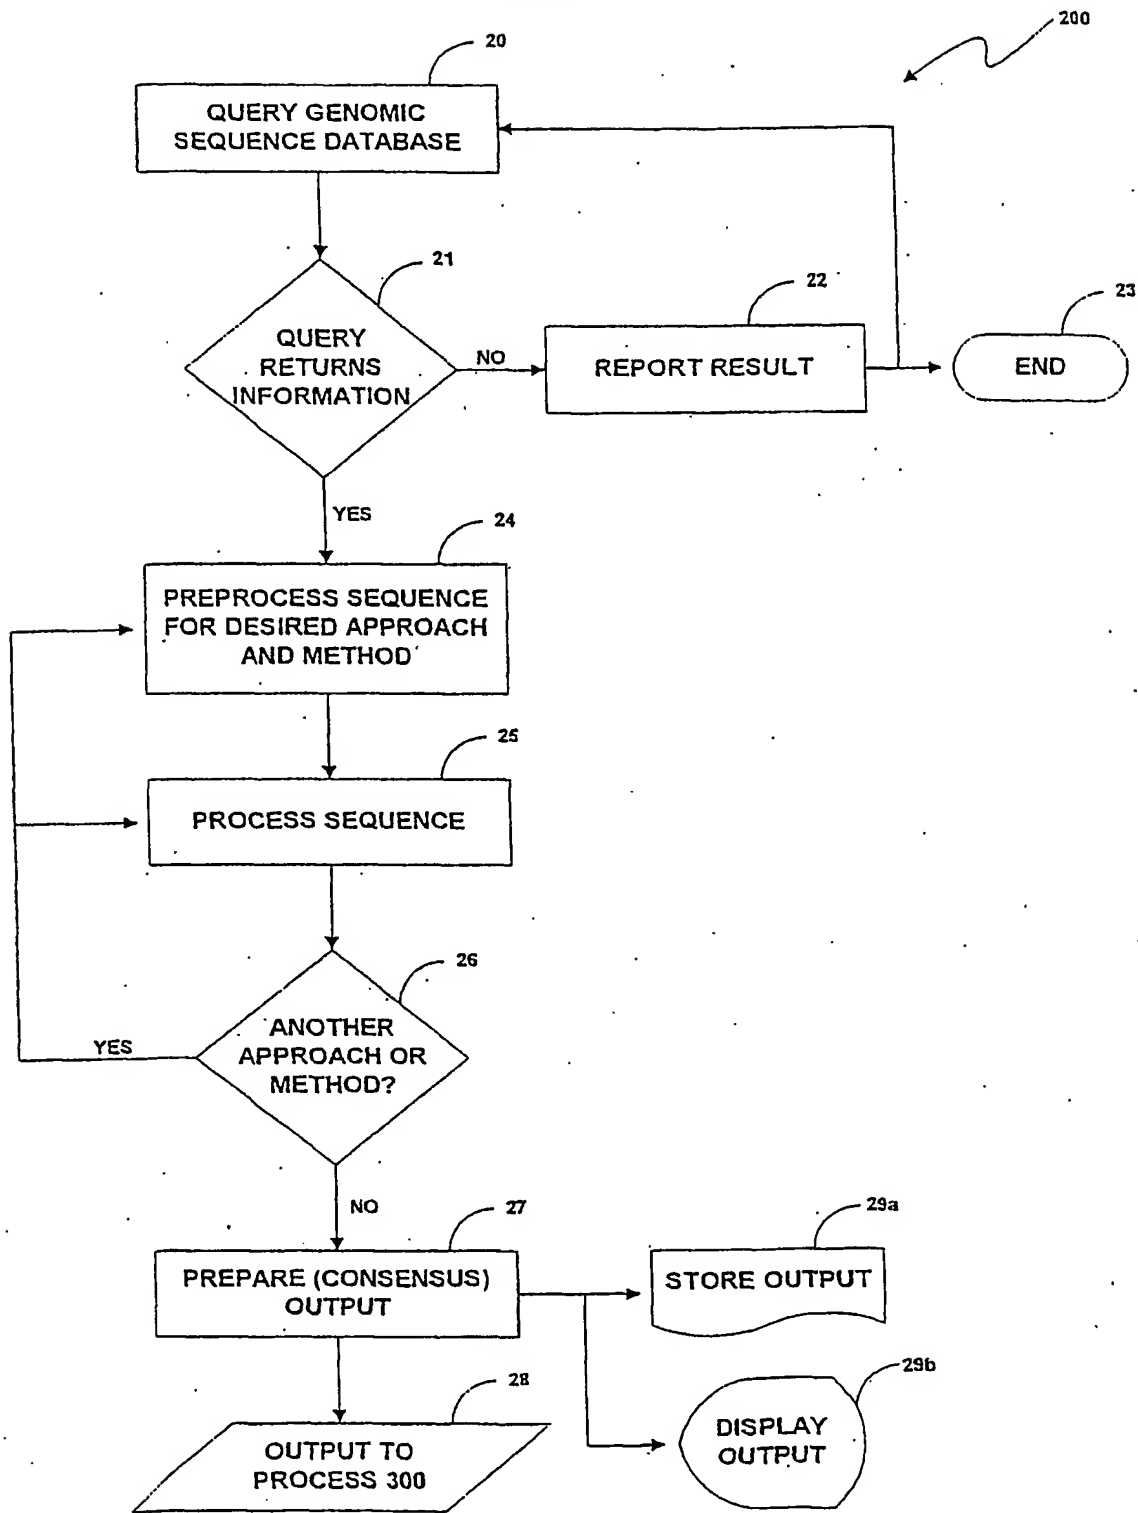 200
20
QUERY GENOMIC
SEQUENCE DATABASE
21
QUERY
RETURNS
INFORMATION
NO
22
REPORT RESULT
23
END
YES
24
PREPROCESS SEQUENCE
FOR DESIRED APPROACH
AND METHOD
25
PROCESS SEQUENCE
26
ANOTHER
APPROACH OR
METHOD?
YES
NO
27
PREPARE (CONSENSUS)
OUTPUT
29a
STORE OUTPUT
28
OUTPUT TO
PROCESS 300
29b
DISPLAY
OUTPUT